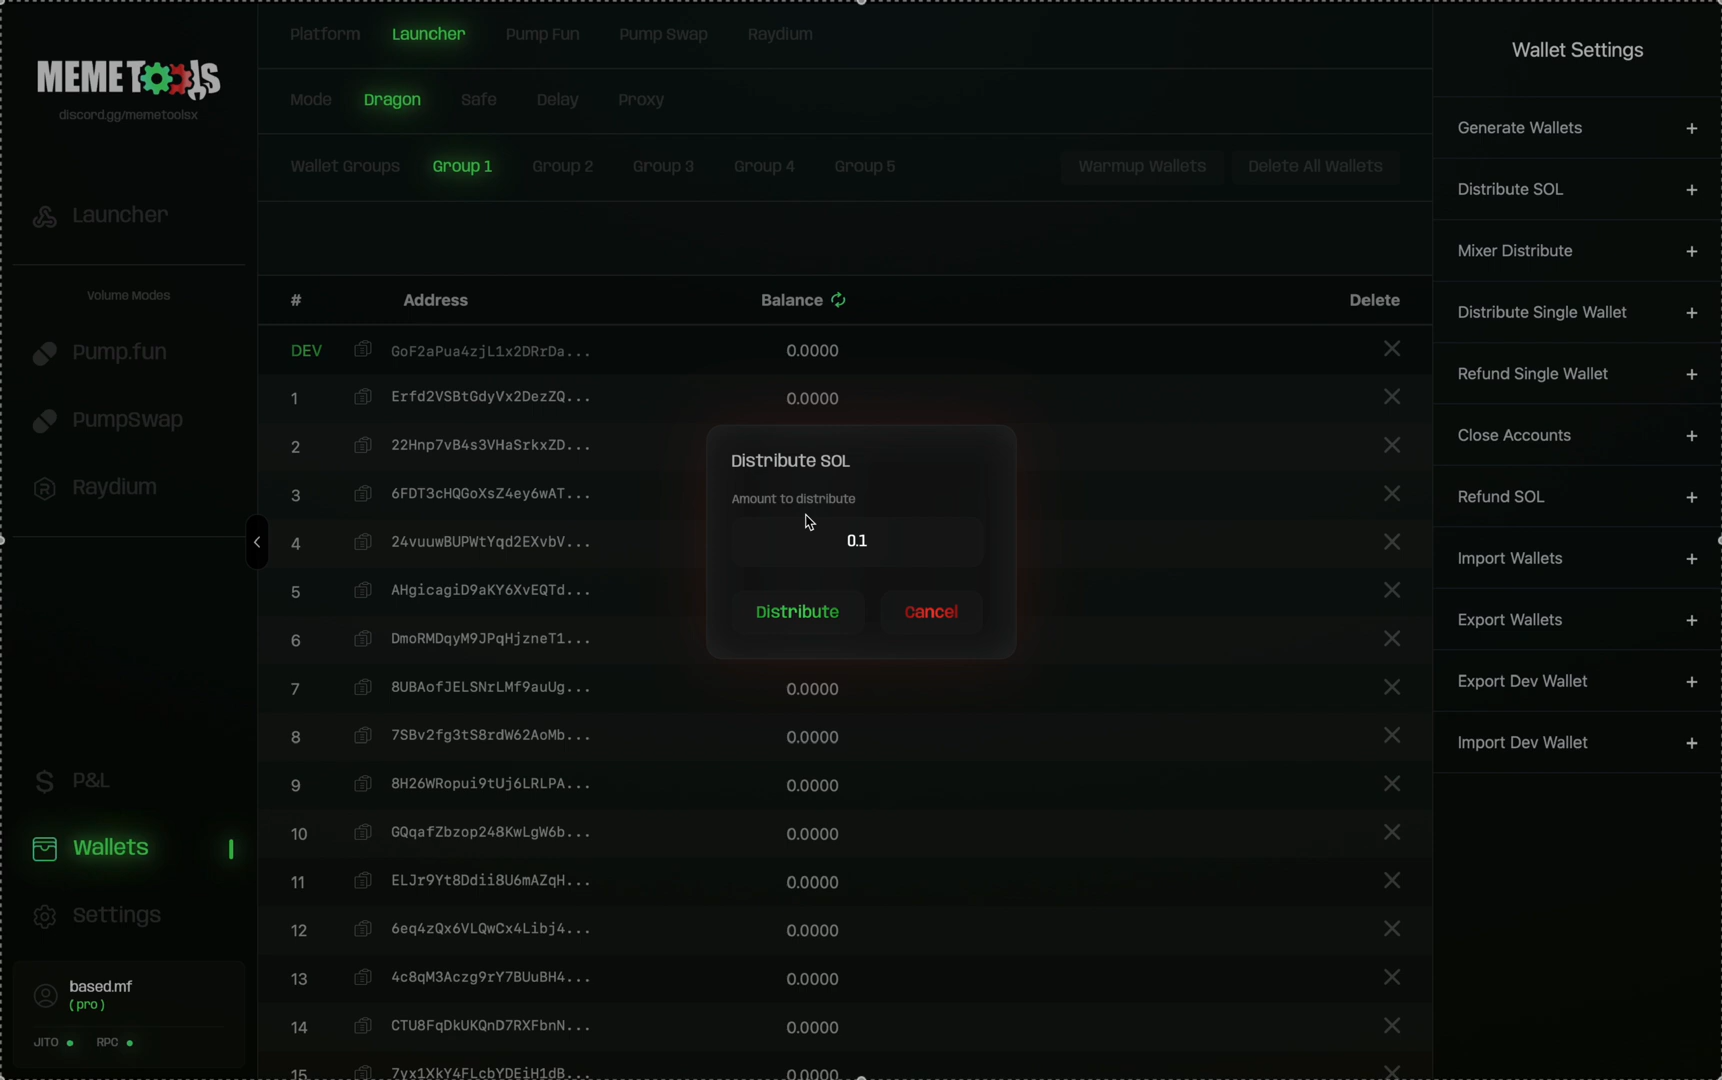 MEMETOOLS
discord.gg/memetoolsx
Launcher
Volume Modes
Pump.fun
PumpSwap
Raydium
P&L
Wallets
Settings
based.mf
( pro )
JITO RPC
Platform Launcher Pump Fun Pump Swap Raydium
Mode Dragon Safe Delay Proxy
Wallet Groups Group 1 Group 2 Group 3 Group 4 Group 5 Warmup Wallets Delete All Wallets
# Address Balance Delete
DEV GoF2aPua4zjL1x2DRrDa... 0.0000
1 Erfd2VSBtGdyVx2DezZQ... 0.0000
2 22Hnp7vB4s3VHaSrkxZD...
3 6FDT3cHQGoXsZ4ey6wAT...
4 24vuuwBUPWtYqd2EXvbV...
5 AHgicagiD9aKY6XvEQTd...
6 DmoRMDqyM9JPqHjzneT1...
7 8UBAofJELSNrLMf9auUg... 0.0000
8 7SBv2fg3tS8rdW62AoMb... 0.0000
9 8H26WRopui9tUj6LRLPA... 0.0000
10 GQqafZbzop248KwLgW6b... 0.0000
11 ELJr9Yt8Ddii8U6mAZqH... 0.0000
12 6eq4zQx6VLQwCx4Libj4... 0.0000
13 4c8qM3Aczg9rY7BUuBH4... 0.0000
14 CTU8FqDkUKQnD7RXFbnN... 0.0000
15 7yx1XkY4FLcbYDEiH1dB... 0.0000
Distribute SOL
Amount to distribute
0.1
Distribute Cancel
Wallet Settings
Generate Wallets +
Distribute SOL +
Mixer Distribute +
Distribute Single Wallet +
Refund Single Wallet +
Close Accounts +
Refund SOL +
Import Wallets +
Export Wallets +
Export Dev Wallet +
Import Dev Wallet +